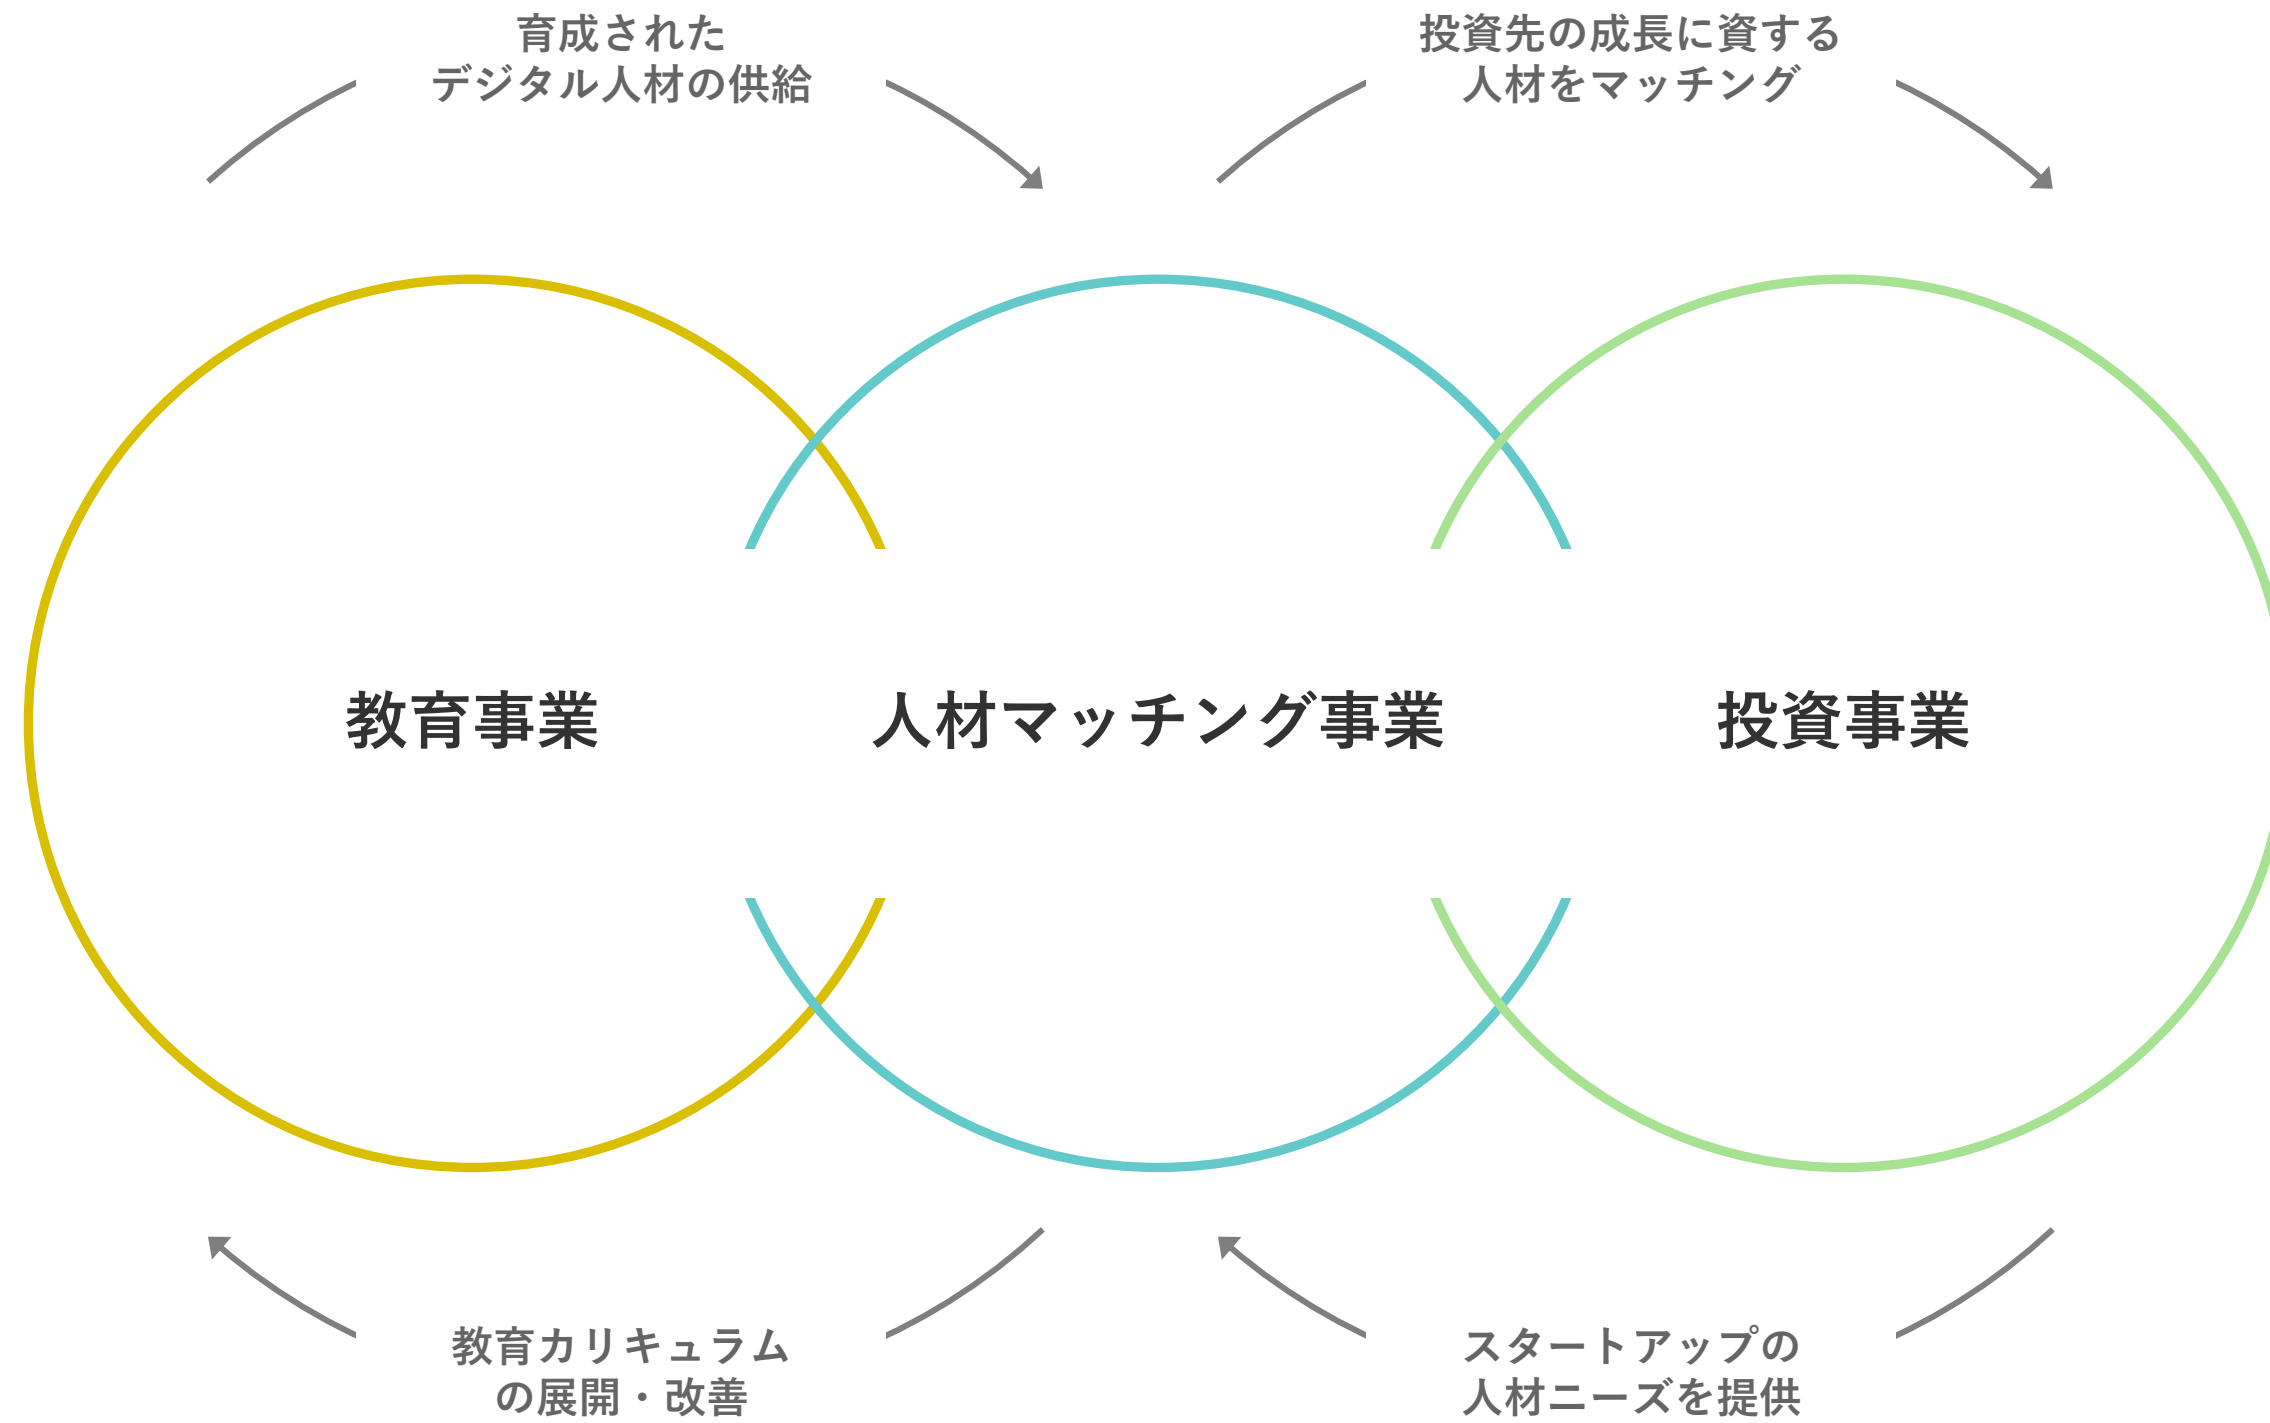 育成された
デジタル人材の供給
投資先の成長に資する
人材をマッチング
教育事業
人材マッチング事業
投資事業
教育カリキュラム
の展開・改善
スタートアップの
人材ニーズを提供